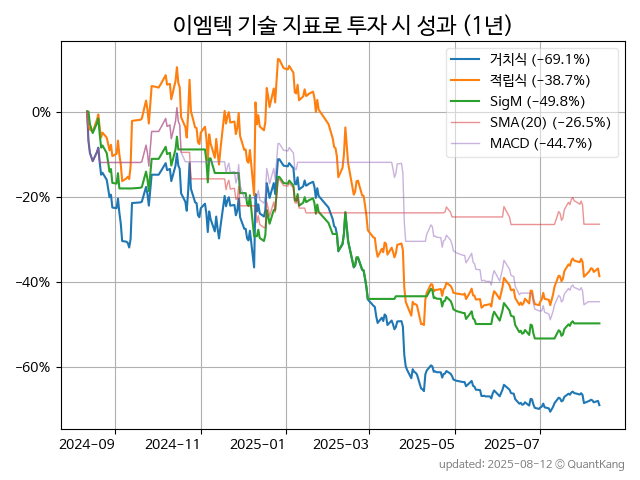 이엠텍 기술 지표로 투자 시 성과 (1년)
거치식 (−69.1%)
적립식 (−38.7%)
SigM (−49.8%)
SMA(20) (−26.5%)
MACD (−44.7%)
0%
−20%
−40%
−60%
2024−09 2024−11 2025−01 2025−03 2025−05 2025−07
updated: 2025-08-12 © QuantKang